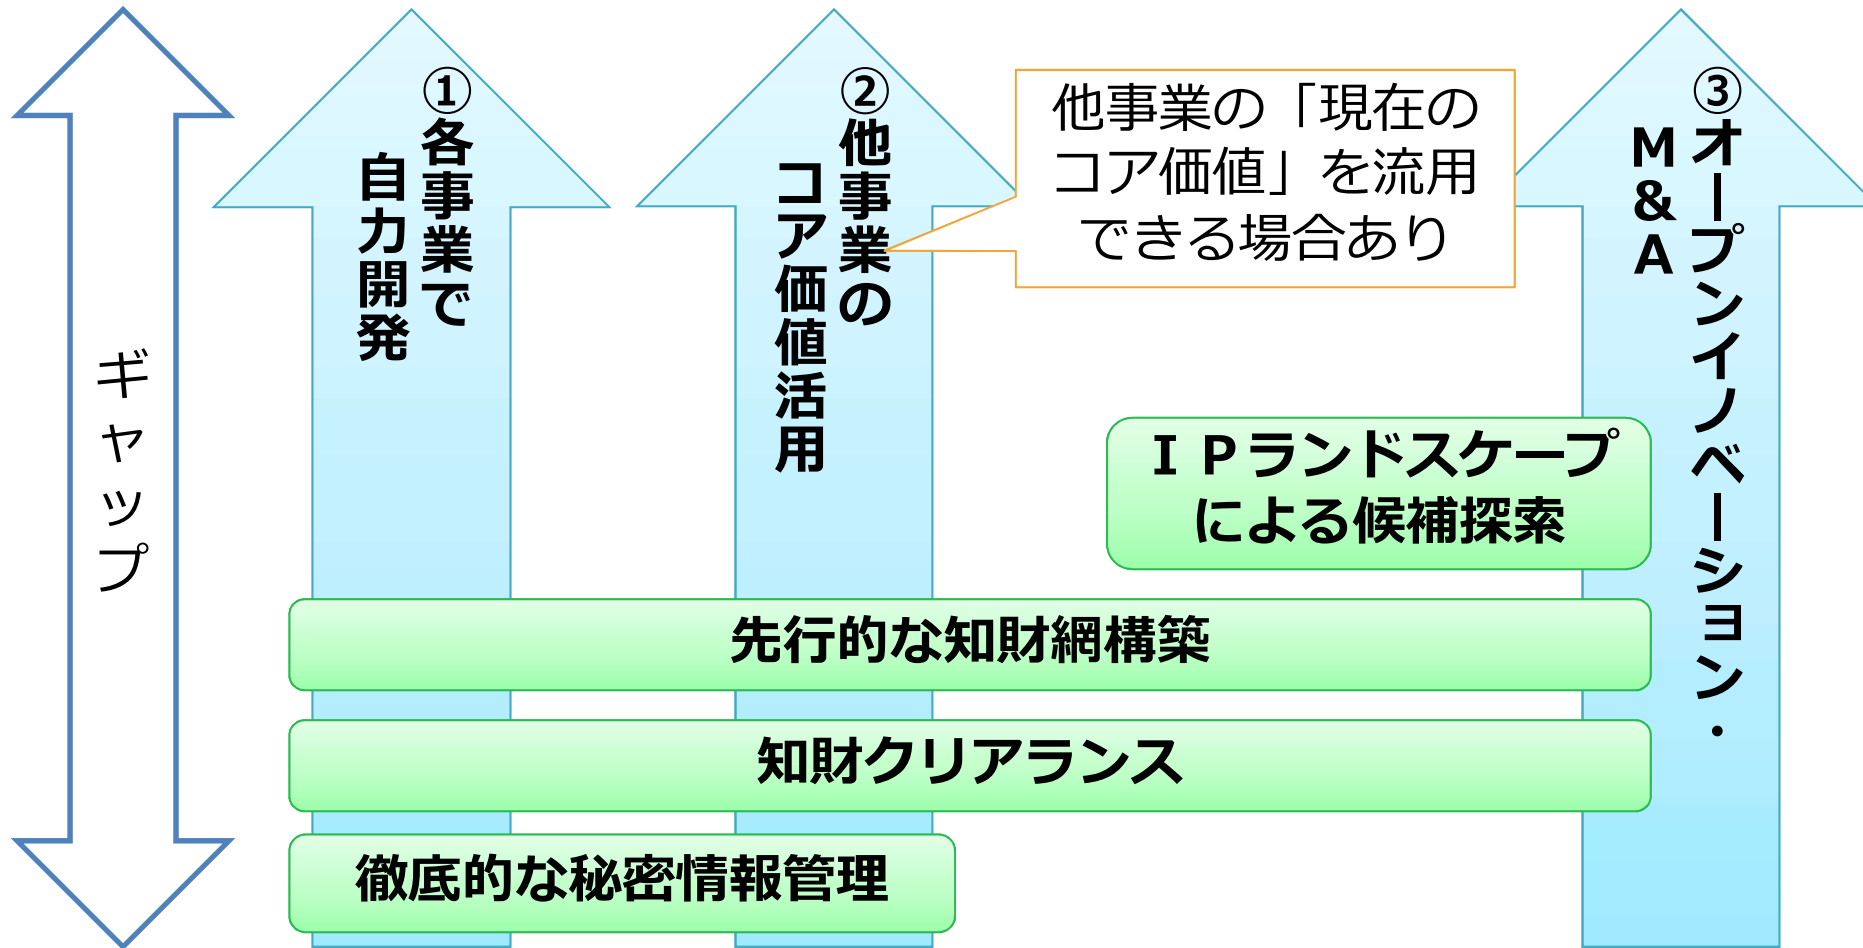 ギャップ
①各事業で
自力開発
②他事業の
コア価値活用
他事業の「現在の
コア価値」を流用
できる場合あり
③オープンイノベーション・
M&A
ＩＰランドスケープ
による候補探索
先行的な知財網構築
知財クリアランス
徹底的な秘密情報管理